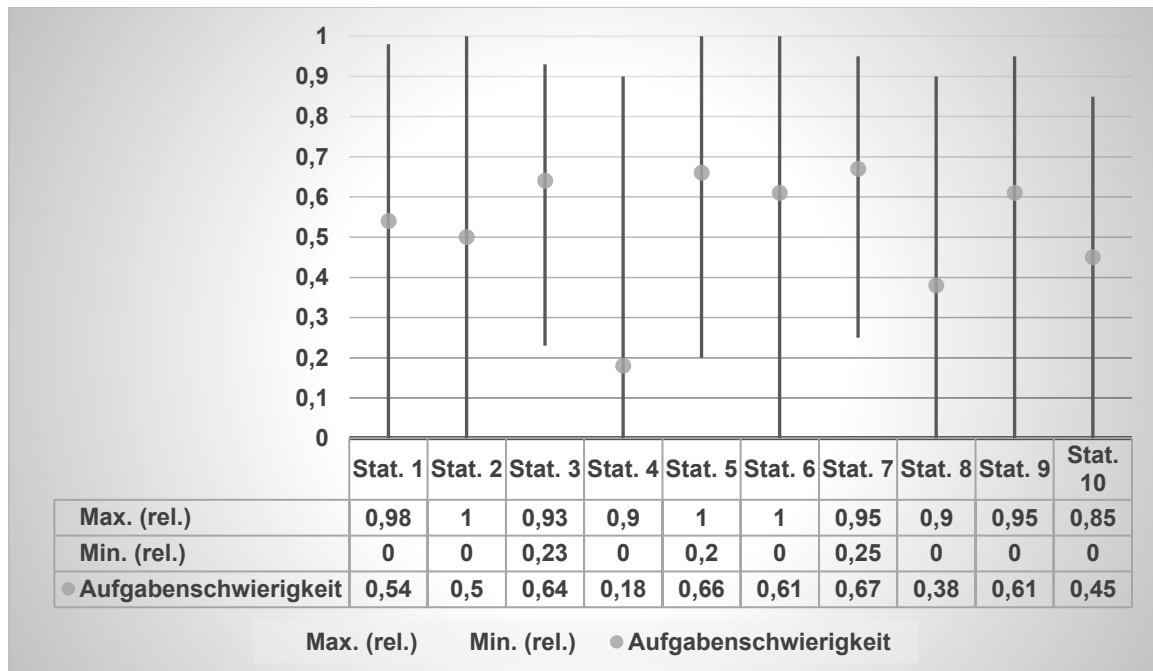 1
0,9
0,8
0,7
0,6
0,5
0,4
0,3
0,2
0,1
0
Stat. 1 Stat. 2 Stat. 3 Stat. 4 Stat. 5 Stat. 6 Stat. 7 Stat. 8 Stat. 9 Stat. 10
Max. (rel.) 0,98 1 0,93 0,9 1 1 0,95 0,9 0,95 0,85
Min. (rel.) 0 0 0,23 0 0,2 0 0,25 0 0 0
Aufgabenschwierigkeit 0,54 0,5 0,64 0,18 0,66 0,61 0,67 0,38 0,61 0,45
Max. (rel.) Min. (rel.) Aufgabenschwierigkeit